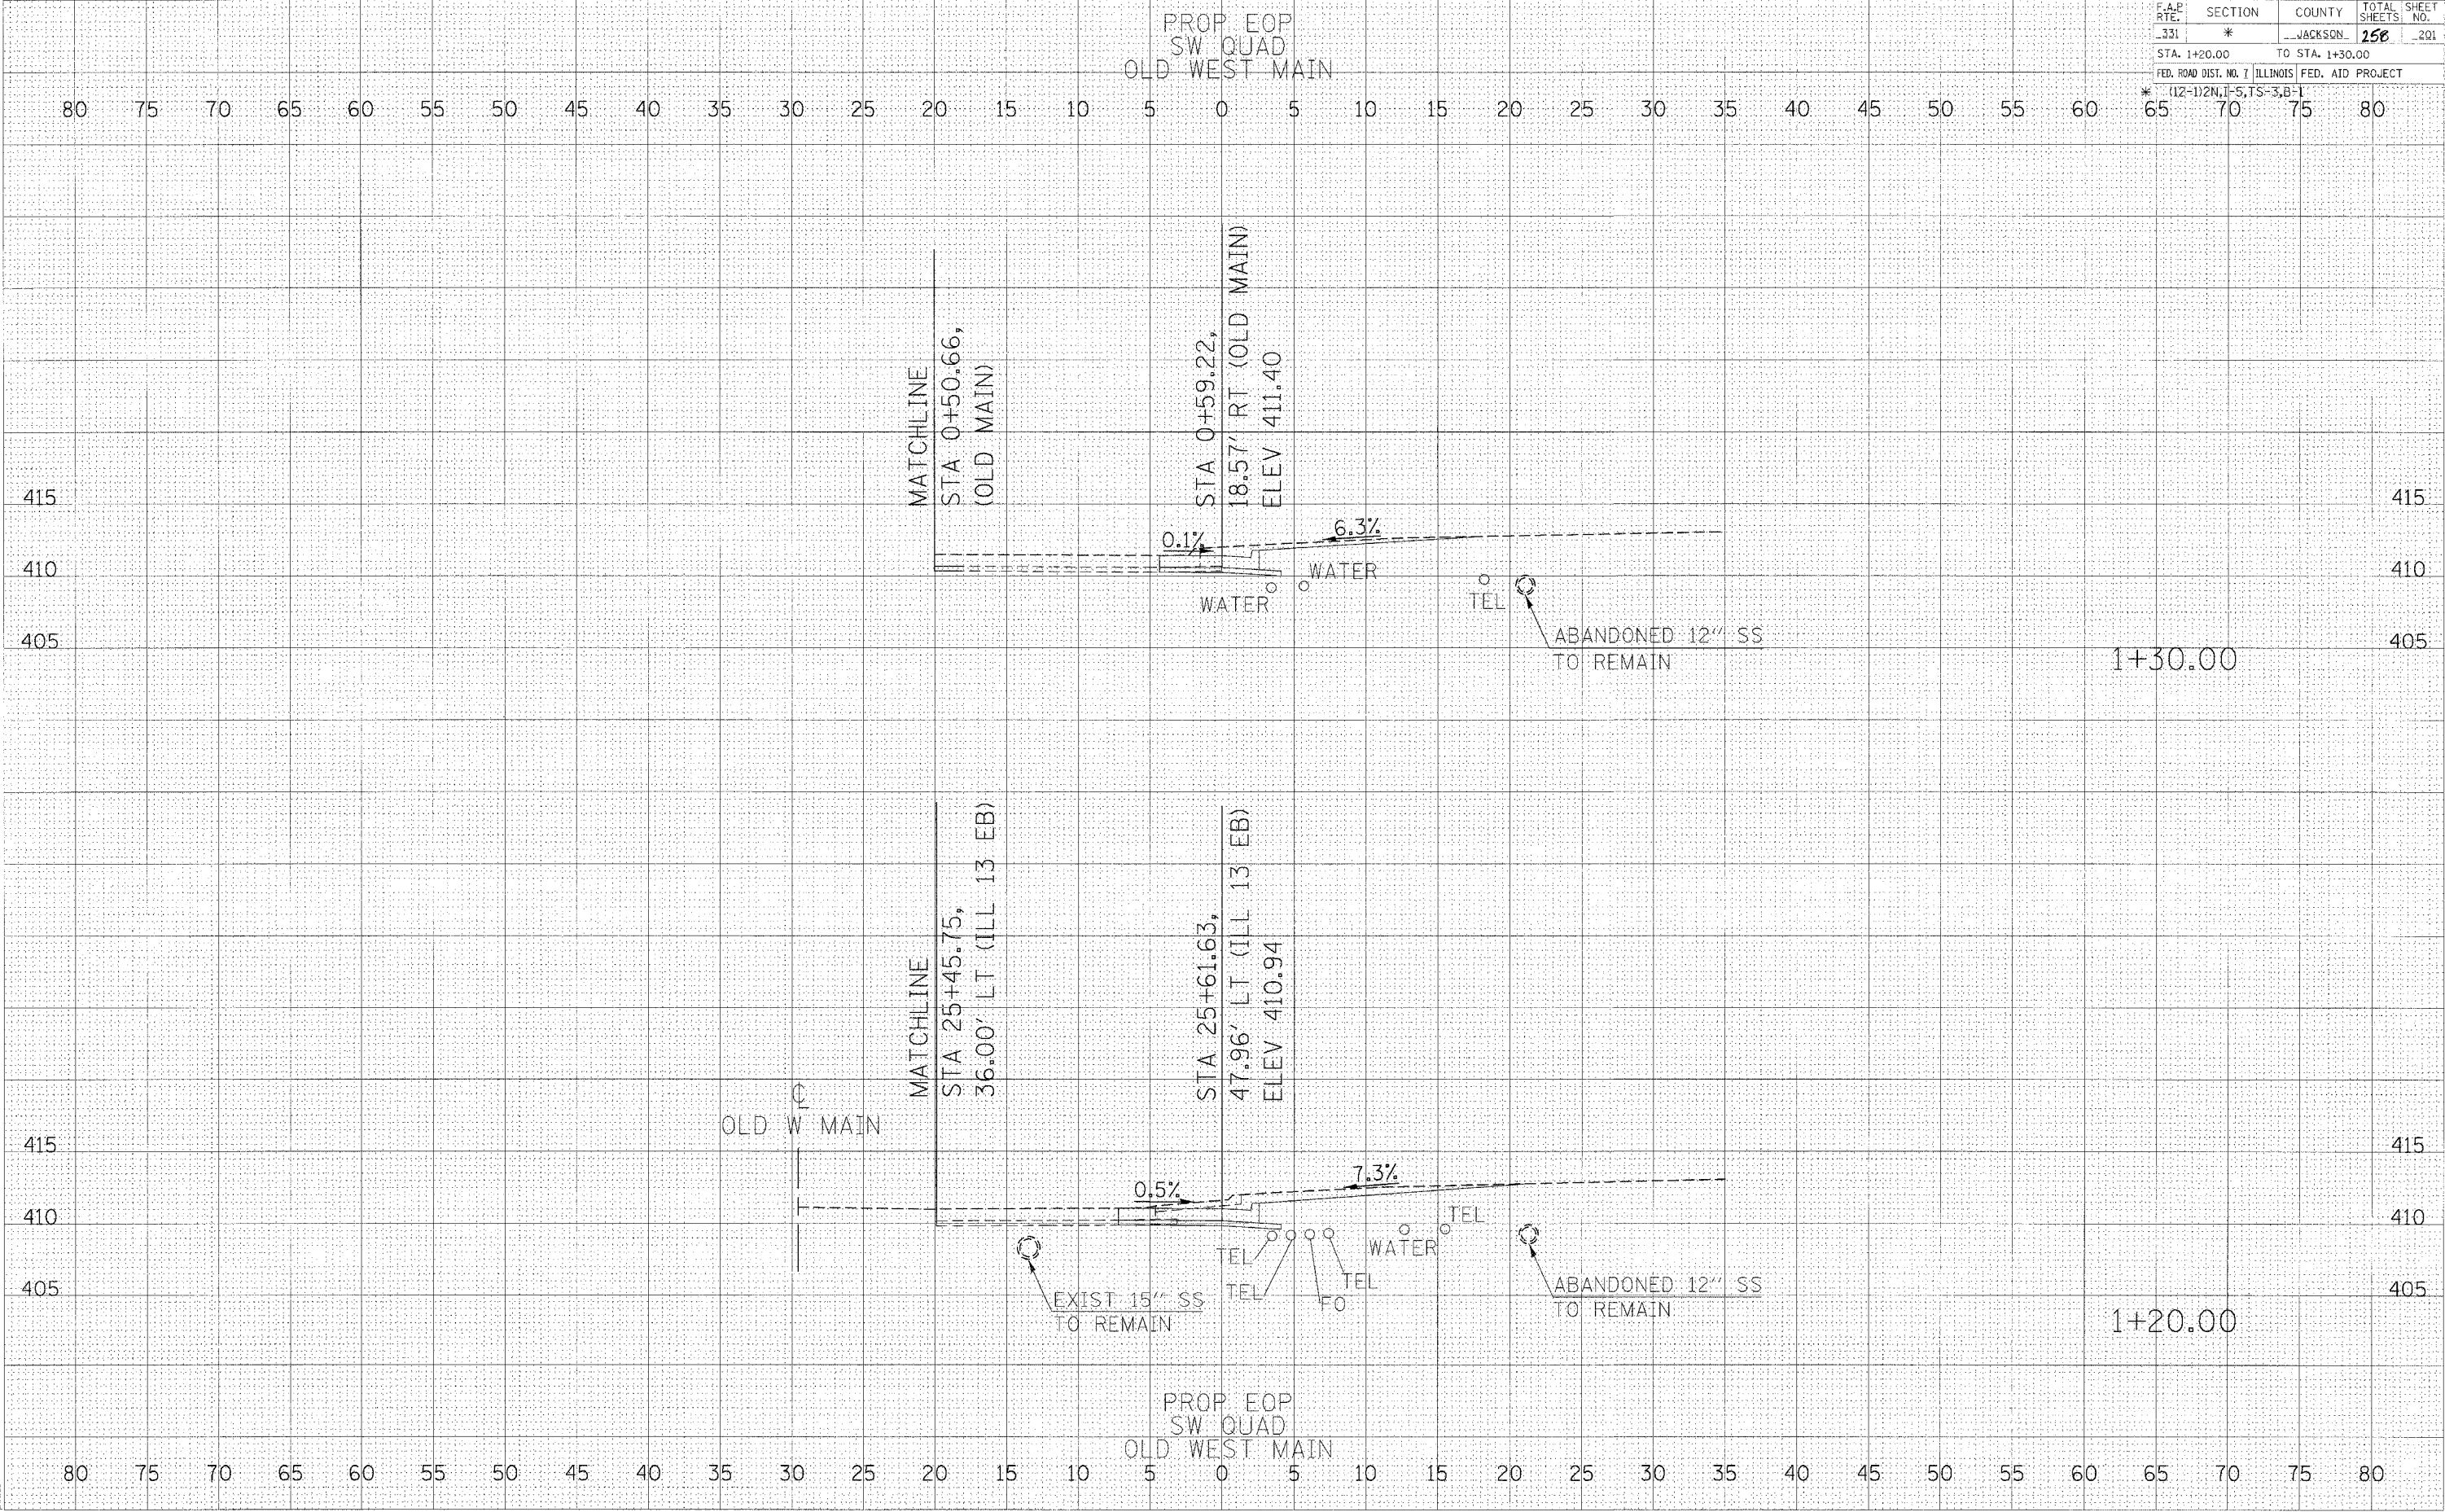 F.A.P. RTE. SECTION COUNTY TOTAL SHEETS SHEET NO.
331 * JACKSON 258 201
STA. 1+20.00 TO STA. 1+30.00
FED. ROAD DIST. NO. 7 ILLINOIS FED. AID PROJECT
* (12-1)2N,I-5,TS-3,B-1
PROP EOP
SW QUAD
OLD WEST MAIN
80 75 70 65 60 55 50 45 40 35 30 25 20 15 10 5 0 5 10 15 20 25 30 35 40 45 50 55 60 65 70 75 80
MATCHLINE
STA 0+50.66,
(OLD MAIN)
STA 0+59.22,
18.57' RT (OLD MAIN)
ELEV 411.40
415 415
0.1% 6.3%
410 410
WATER
WATER
TEL
405 405
ABANDONED 12" SS
TO REMAIN
1+30.00
MATCHLINE
STA 25+45.75,
36.00' LT (ILL 13 EB)
STA 25+61.63,
47.96' LT (ILL 13 EB)
ELEV 410.94
℄
OLD W MAIN
415 415
0.5% 7.3%
410 410
TEL
WATER
TEL
TEL
TEL
FO
405 405
EXIST 15" SS
TO REMAIN
ABANDONED 12" SS
TO REMAIN
1+20.00
PROP EOP
SW QUAD
OLD WEST MAIN
80 75 70 65 60 55 50 45 40 35 30 25 20 15 10 5 0 5 10 15 20 25 30 35 40 45 50 55 60 65 70 75 80